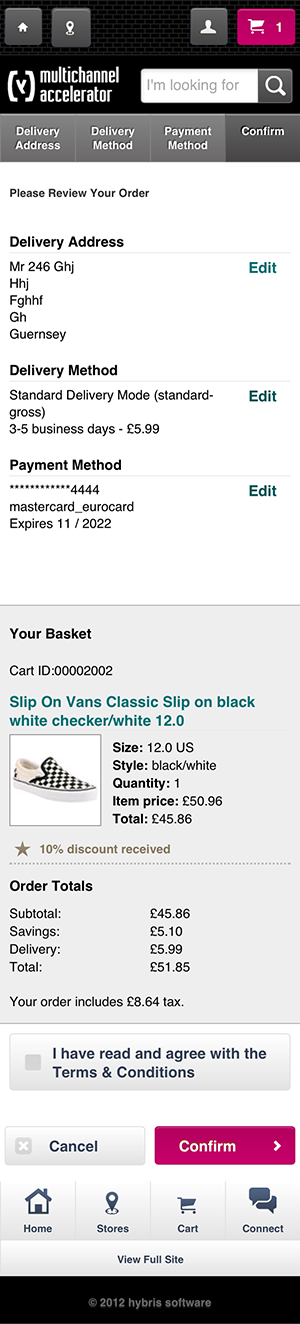 1
multichannel
accelerator
I'm looking for
Delivery
Address
Delivery
Method
Payment
Method
Confirm
Please Review Your Order
Delivery Address
Mr 246 Ghj
Edit
Hhj
Fghhf
Gh
Guernsey
Delivery Method
Standard Delivery Mode (standard-
Edit
gross)
3-5 business days - £5.99
Payment Method
************4444
Edit
mastercard_eurocard
Expires 11 / 2022
Your Basket
Cart ID:00002002
Slip On Vans Classic Slip on black
white checker/white 12.0
Size: 12.0 US
Style: black/white
Quantity: 1
Item price: £50.96
Total: £45.86
10% discount received
Order Totals
Subtotal: £45.86
Savings: £5.10
Delivery: £5.99
Total: £51.85
Your order includes £8.64 tax.
I have read and agree with the
Terms & Conditions
Cancel
Confirm
Home
Stores
Cart
Connect
View Full Site
© 2012 hybris software